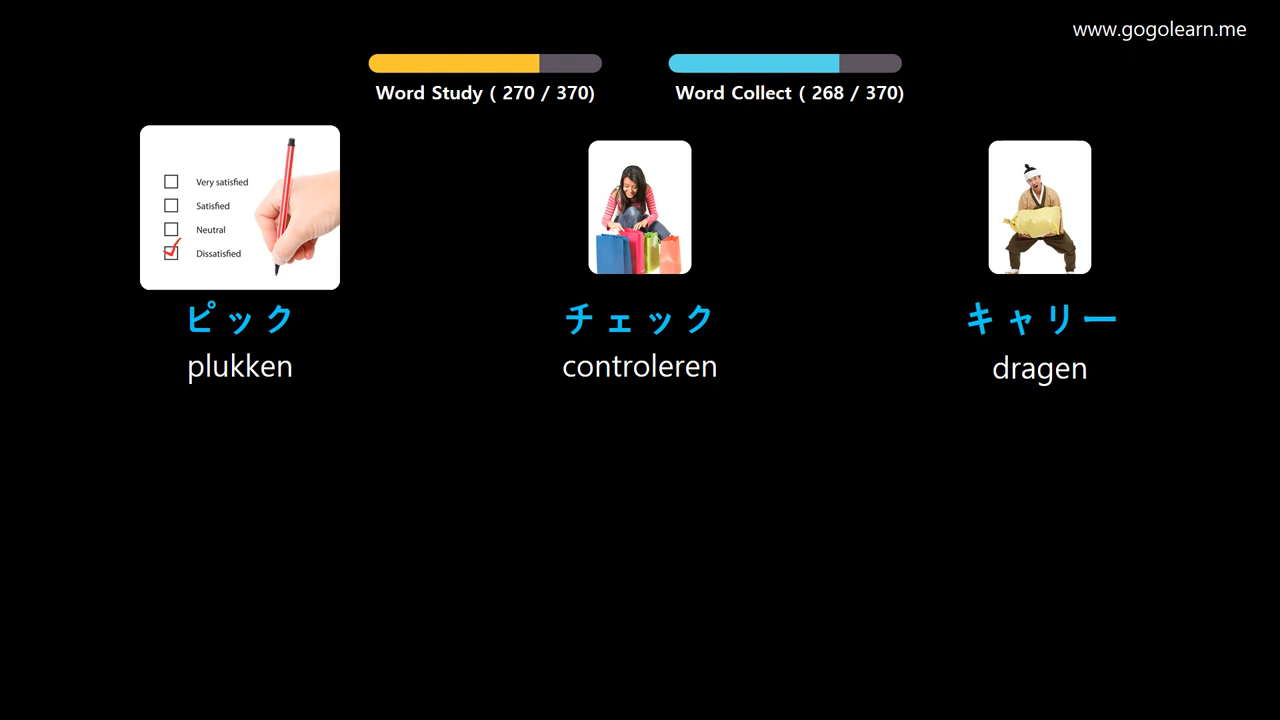 www.gogolearn.me
Word Study ( 270 / 370)
Word Collect ( 268 / 370)
Very satisfied
Satisfied
Neutral
Dissatisfied
ピック
チェック
キャリー
plukken
controleren
dragen